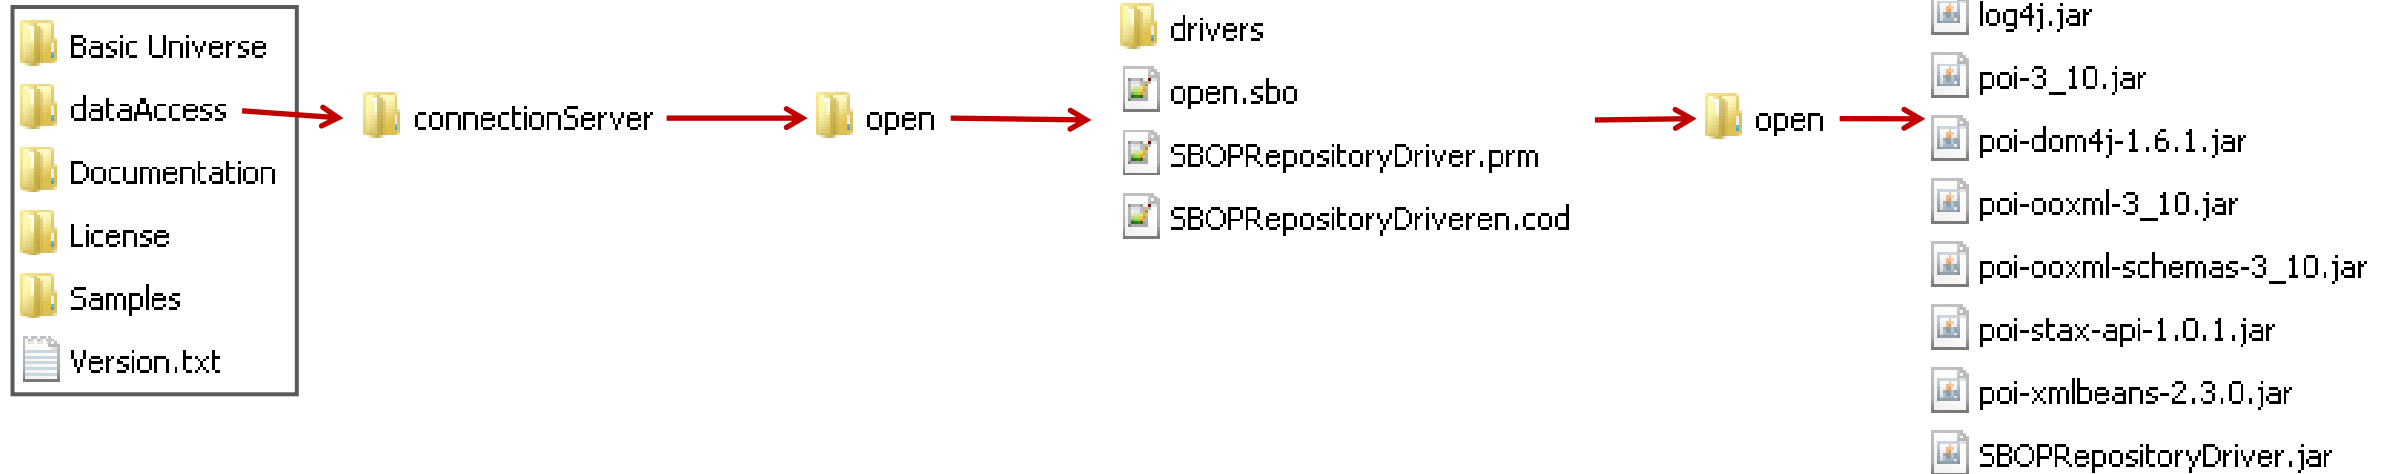 Basic Universe
dataAccess
Documentation
License
Samples
Version.txt
connectionServer
open
drivers
open.sbo
SBOPRepositoryDriver.prm
SBOPRepositoryDriveren.cod
open
log4j.jar
poi-3_10.jar
poi-dom4j-1.6.1.jar
poi-ooxml-3_10.jar
poi-ooxml-schemas-3_10.jar
poi-stax-api-1.0.1.jar
poi-xmlbeans-2.3.0.jar
SBOPRepositoryDriver.jar